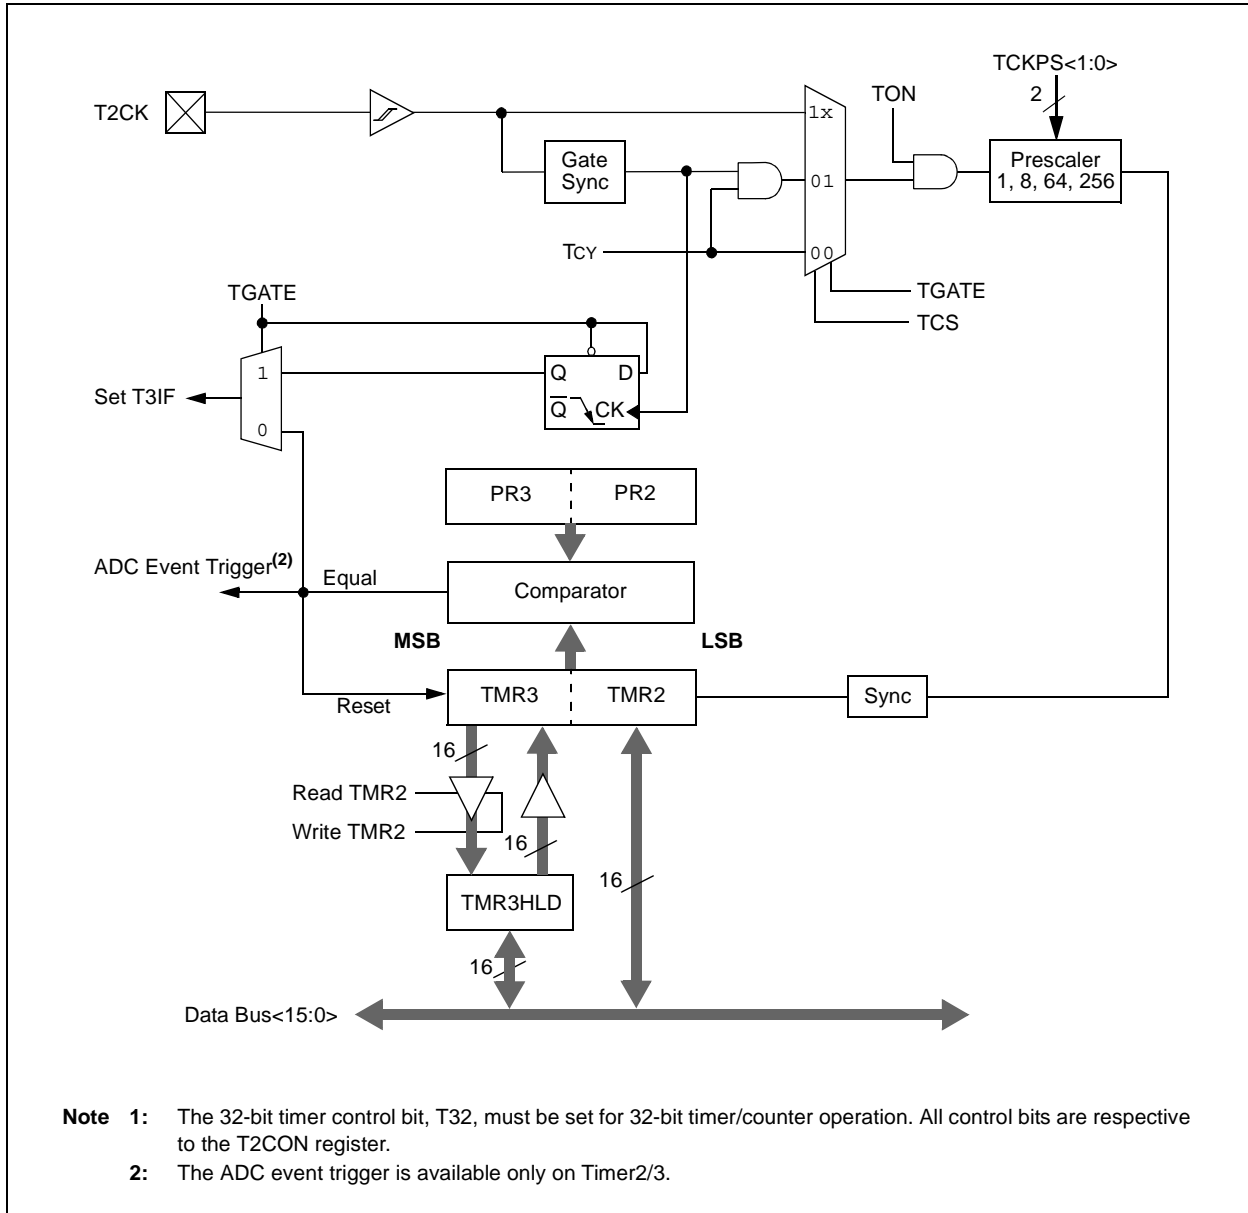 TCKPS<1:0>
2
T2CK
TON
1x
Gate
Sync
Prescaler
1, 8, 64, 256
01
TCY
00
TGATE
TGATE
TCS
1
Q
D
Set T3IF
Q
CK
0
PR3
PR2
ADC Event Trigger(2)
Equal
Comparator
MSB
LSB
TMR3
TMR2
Sync
Reset
16
Read TMR2
Write TMR2
16
16
TMR3HLD
16
Data Bus<15:0>
Note 1: The 32-bit timer control bit, T32, must be set for 32-bit timer/counter operation. All control bits are respective
to the T2CON register.
2: The ADC event trigger is available only on Timer2/3.